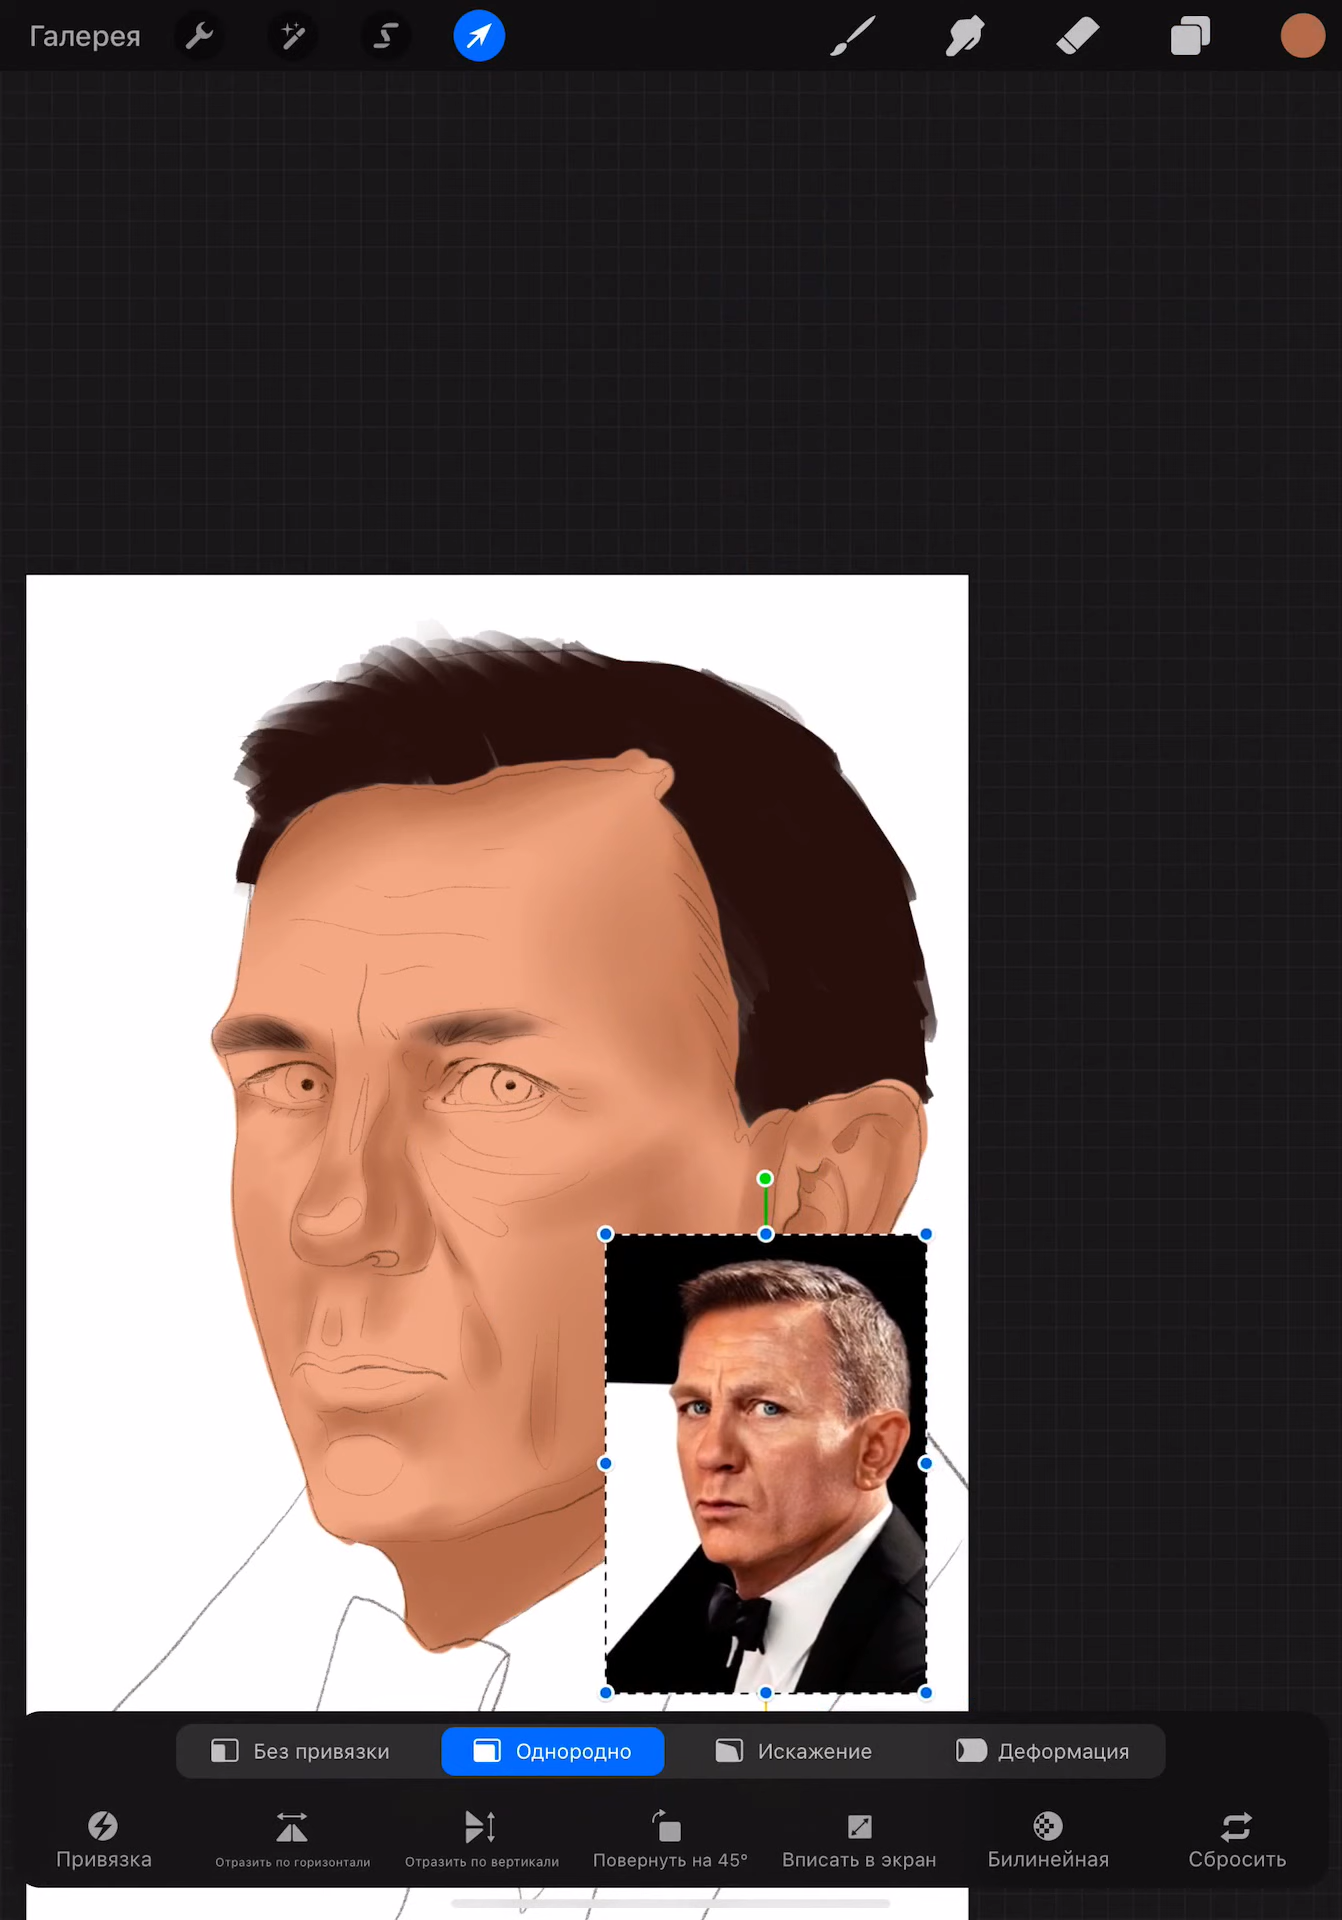 Галерея
Без привязки
Однородно
Искажение
Деформация
Привязка
Отразить по горизонтали
Отразить по вертикали
Повернуть на 45°
Вписать в экран
Билинейная
Сбросить